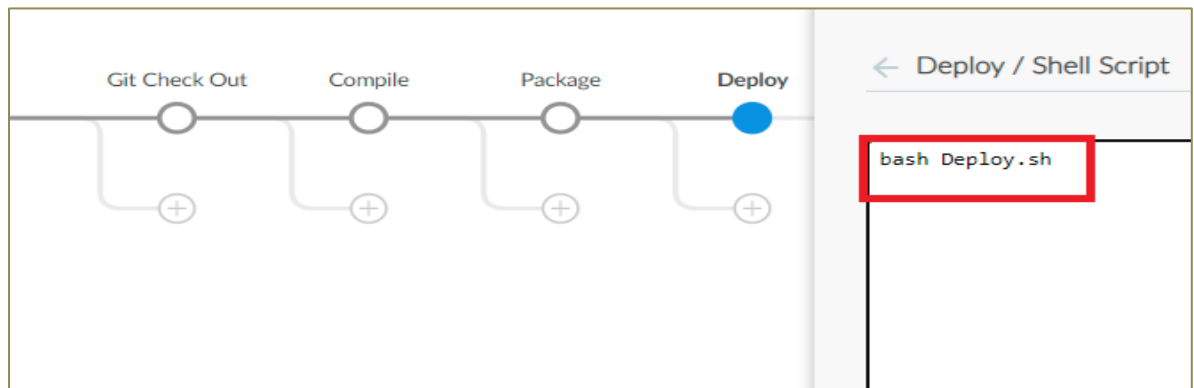 Git Check Out
Compile
Package
Deploy
Deploy / Shell Script
bash Deploy.sh